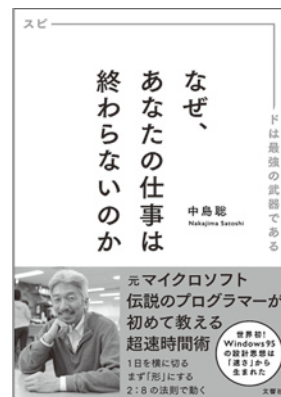 スピードは最強の武器である
なぜ、
あなたの仕事は
終わらないのか
中島聡
Nakajima Satoshi
元マイクロソフト
伝説のプログラマーが
初めて教える
超速時間術
1日を横に切る
まず「形」にする
2:8の法則で動く
世界初!
Windows95
の設計思想は
「速さ」から
生まれた
文響社